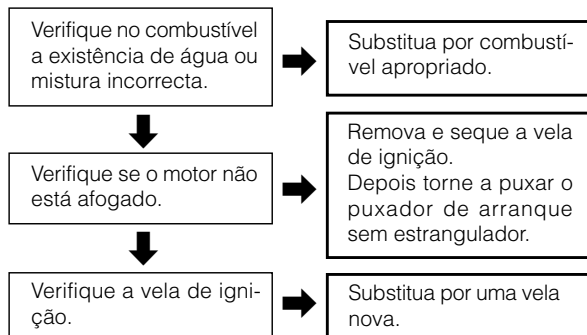 Verifique no combustível
a existência de água ou
mistura incorrecta.
Substitua por combustí-
vel apropriado.
Verifique se o motor não
está afogado.
Remova e seque a vela
de ignição.
Depois torne a puxar o
puxador de arranque
sem estrangulador.
Verifique a vela de igni-
ção.
Substitua por uma vela
nova.